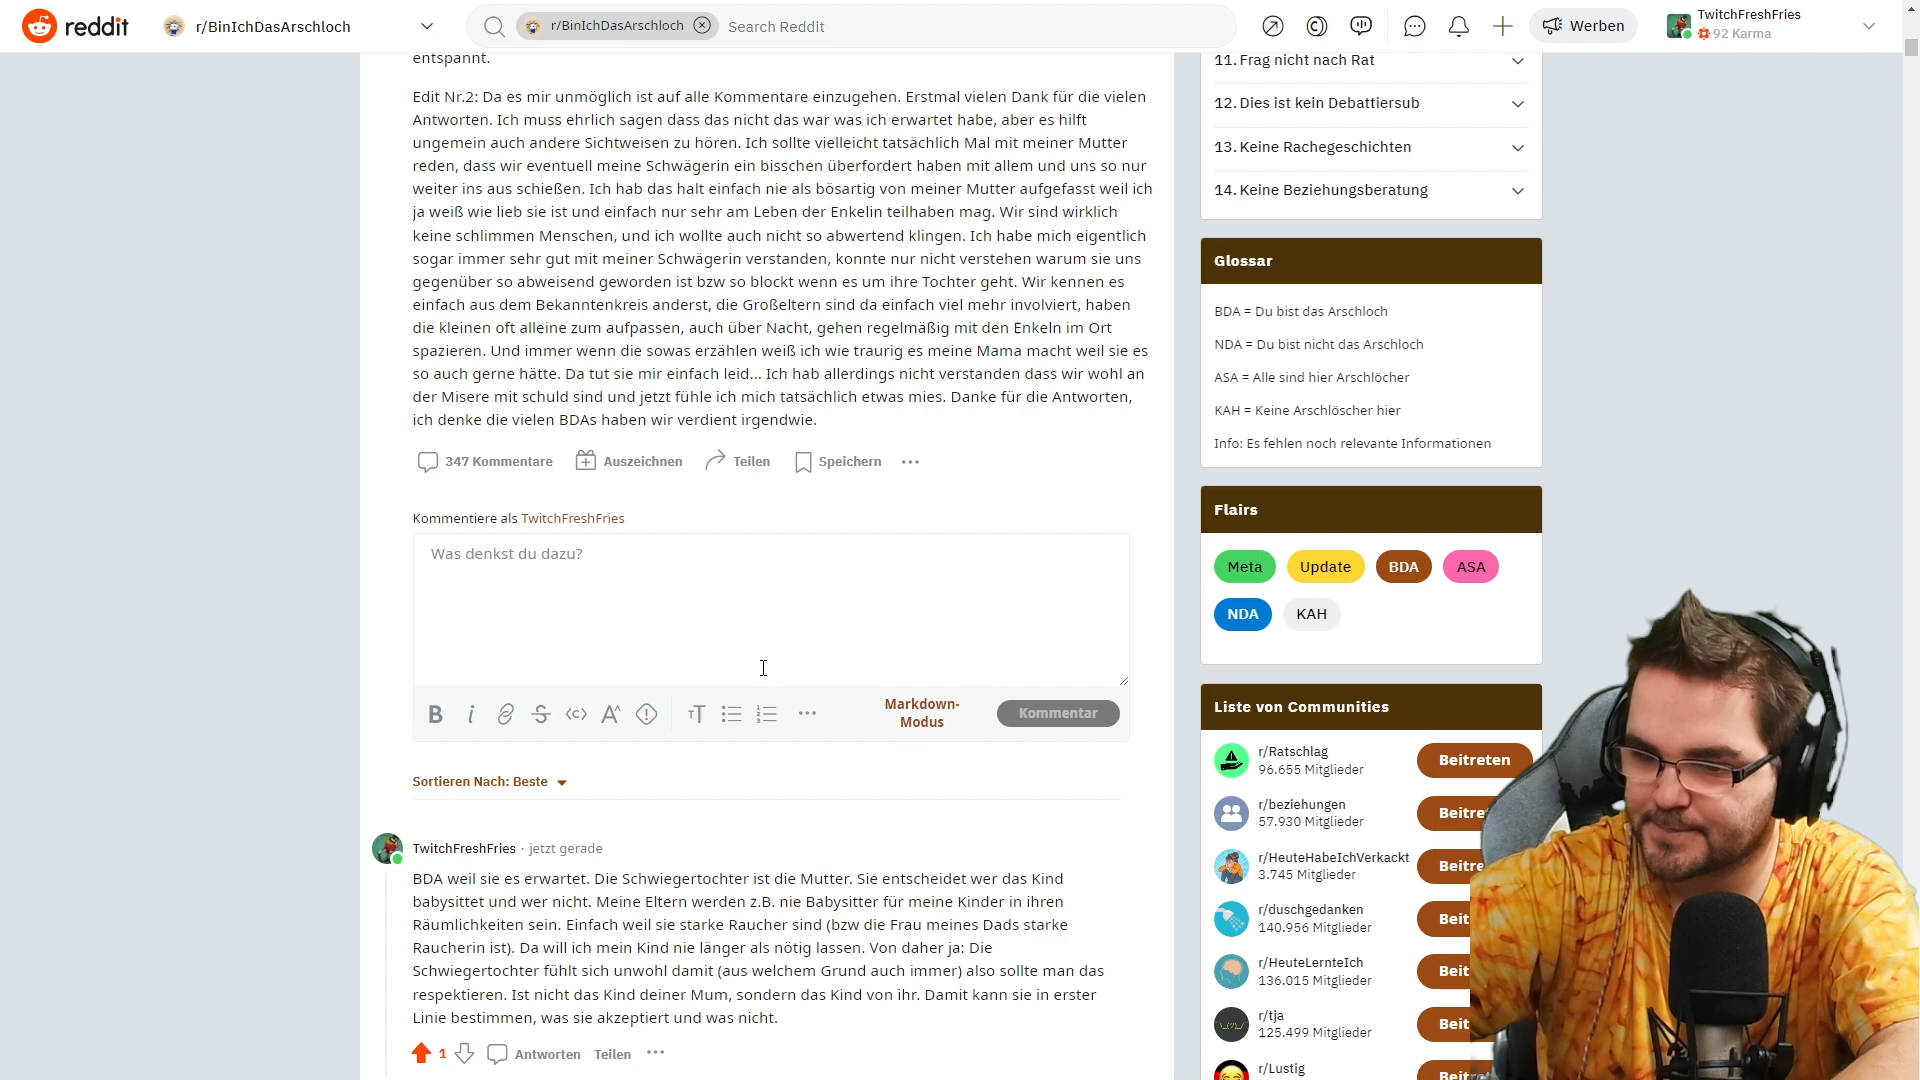 reddit
r/BinIchDasArschloch
r/BinIchDasArschloch
Search Reddit
Werben
TwitchFreshFries
92 Karma
entspannt.
Edit Nr.2: Da es mir unmöglich ist auf alle Kommentare einzugehen. Erstmal vielen Dank für die vielen
Antworten. Ich muss ehrlich sagen dass das nicht das war was ich erwartet habe, aber es hilft
ungemein auch andere Sichtweisen zu hören. Ich sollte vielleicht tatsächlich Mal mit meiner Mutter
reden, dass wir eventuell meine Schwägerin ein bisschen überfordert haben mit allem und uns so nur
weiter ins aus schießen. Ich hab das halt einfach nie als bösartig von meiner Mutter aufgefasst weil ich
ja weiß wie lieb sie ist und einfach nur sehr am Leben der Enkelin teilhaben mag. Wir sind wirklich
keine schlimmen Menschen, und ich wollte auch nicht so abwertend klingen. Ich habe mich eigentlich
sogar immer sehr gut mit meiner Schwägerin verstanden, konnte nur nicht verstehen warum sie uns
gegenüber so abweisend geworden ist bzw so blockt wenn es um ihre Tochter geht. Wir kennen es
einfach aus dem Bekanntenkreis anderst, die Großeltern sind da einfach viel mehr involviert, haben
die kleinen oft alleine zum aufpassen, auch über Nacht, gehen regelmäßig mit den Enkeln im Ort
spazieren. Und immer wenn die sowas erzählen weiß ich wie traurig es meine Mama macht weil sie es
so auch gerne hätte. Da tut sie mir einfach leid... Ich hab allerdings nicht verstanden dass wir wohl an
der Misere mit schuld sind und jetzt fühle ich mich tatsächlich etwas mies. Danke für die Antworten,
ich denke die vielen BDAs haben wir verdient irgendwie.
347 Kommentare
Auszeichnen
Teilen
Speichern
Kommentiere als TwitchFreshFries
Was denkst du dazu?
Markdown-
Modus
Kommentar
Sortieren Nach: Beste
TwitchFreshFries · jetzt gerade
BDA weil sie es erwartet. Die Schwiegertochter ist die Mutter. Sie entscheidet wer das Kind
babysittet und wer nicht. Meine Eltern werden z.B. nie Babysitter für meine Kinder in ihren
Räumlichkeiten sein. Einfach weil sie starke Raucher sind (bzw die Frau meines Dads starke
Raucherin ist). Da will ich mein Kind nie länger als nötig lassen. Von daher ja: Die
Schwiegertochter fühlt sich unwohl damit (aus welchem Grund auch immer) also sollte man das
respektieren. Ist nicht das Kind deiner Mum, sondern das Kind von ihr. Damit kann sie in erster
Linie bestimmen, was sie akzeptiert und was nicht.
1
Antworten
Teilen
11. Frag nicht nach Rat
12. Dies ist kein Debattiersub
13. Keine Rachegeschichten
14. Keine Beziehungsberatung
Glossar
BDA = Du bist das Arschloch
NDA = Du bist nicht das Arschloch
ASA = Alle sind hier Arschlöcher
KAH = Keine Arschlöscher hier
Info: Es fehlen noch relevante Informationen
Flairs
Meta
Update
BDA
ASA
NDA
KAH
Liste von Communities
r/Ratschlag
96.655 Mitglieder
Beitreten
r/beziehungen
57.930 Mitglieder
Beitre
r/HeuteHabeIchVerkackt
3.745 Mitglieder
Beitre
r/duschgedanken
140.956 Mitglieder
Beitr
r/HeuteLernteIch
136.015 Mitglieder
Beit
r/tja
125.499 Mitglieder
Beit
r/Lustig